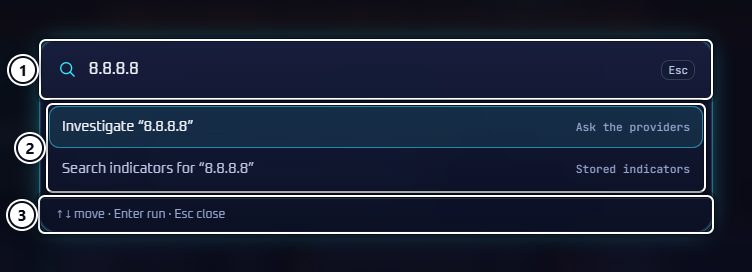 1
8.8.8.8 Esc
2
Investigate “8.8.8.8” Ask the providers
Search indicators for “8.8.8.8” Stored indicators
3
↑↓ move · Enter run · Esc close